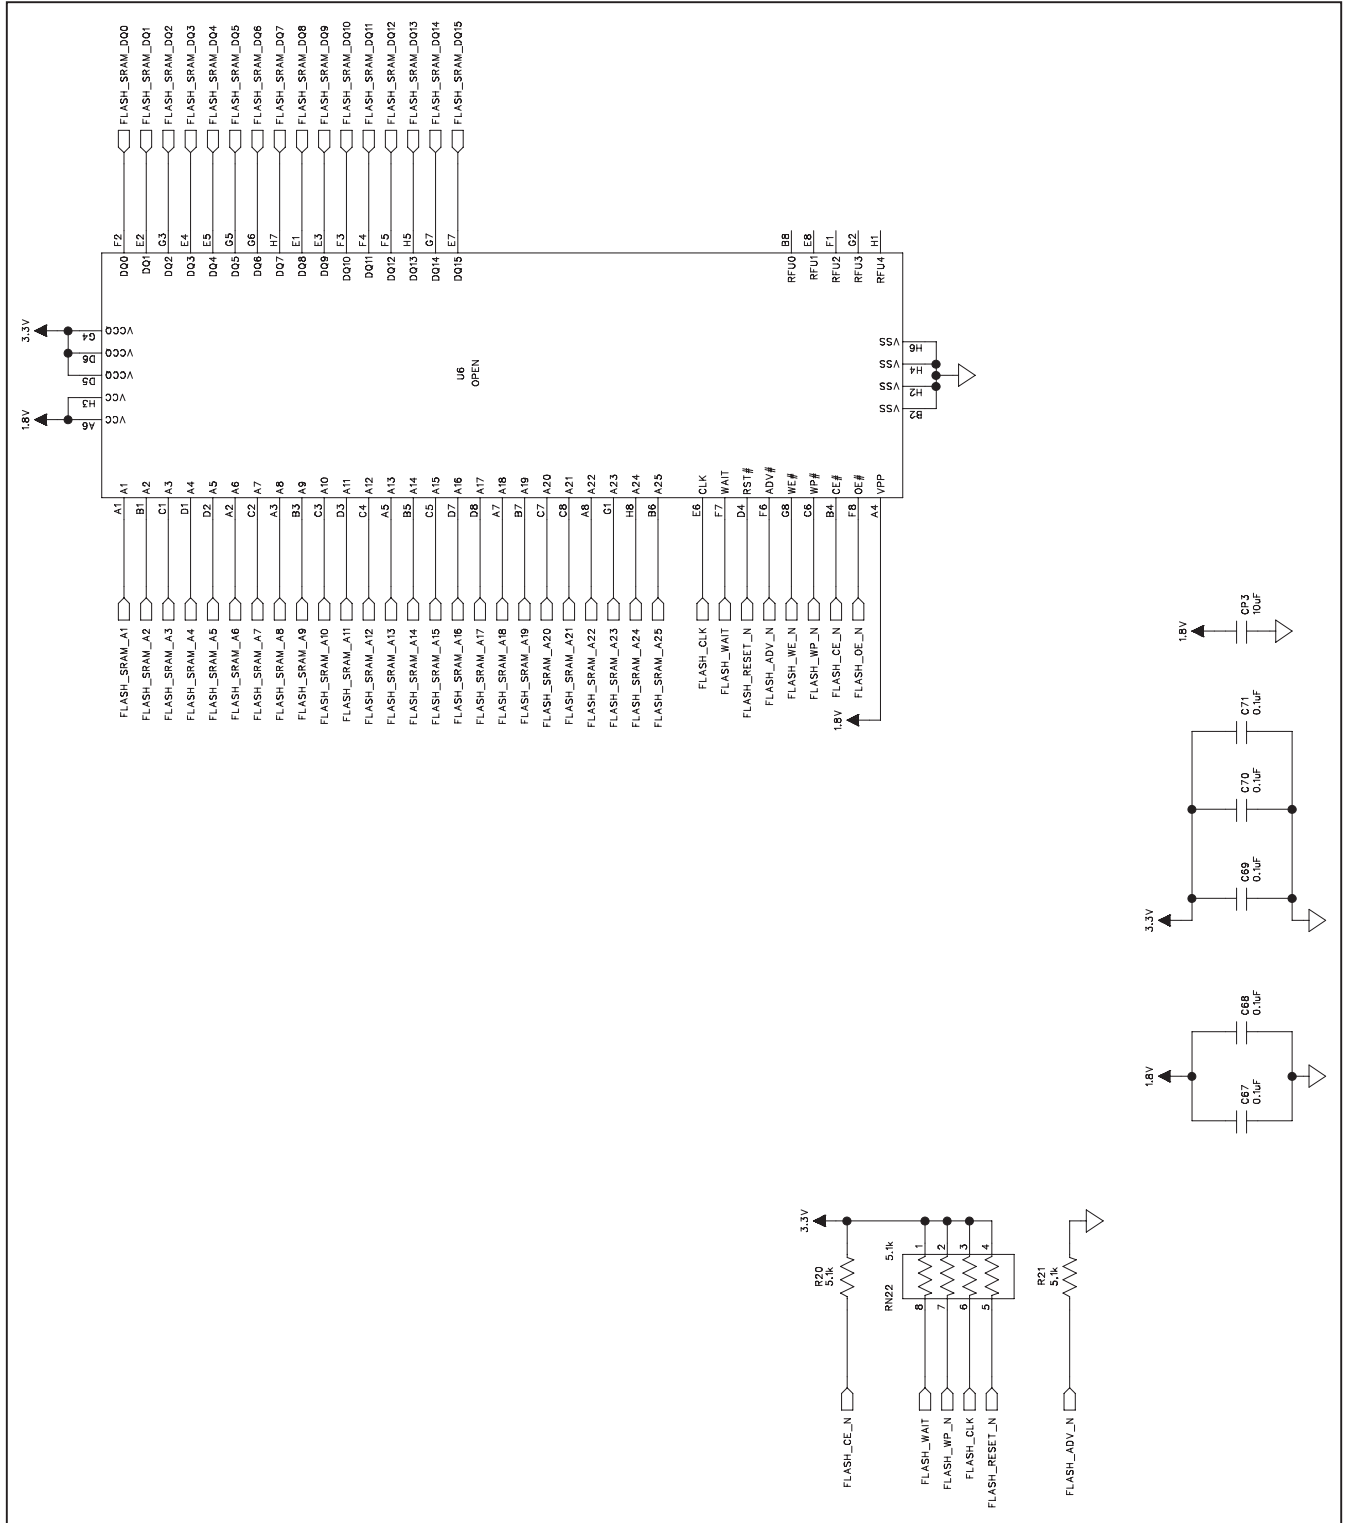 FLASH_SRAM_DQ0
FLASH_SRAM_DQ1
FLASH_SRAM_DQ2
FLASH_SRAM_DQ3
FLASH_SRAM_DQ4
FLASH_SRAM_DQ5
FLASH_SRAM_DQ6
FLASH_SRAM_DQ7
FLASH_SRAM_DQ8
FLASH_SRAM_DQ9
FLASH_SRAM_DQ10
FLASH_SRAM_DQ11
FLASH_SRAM_DQ12
FLASH_SRAM_DQ13
FLASH_SRAM_DQ14
FLASH_SRAM_DQ15
F2
E2
G3
E4
E5
G5
G6
H7
E1
E3
F3
F4
F5
H5
G7
E7
B8
E8
F1
G2
H1
DQ0
DQ1
DQ2
DQ3
DQ4
DQ5
DQ6
DQ7
DQ8
DQ9
DQ10
DQ11
DQ12
DQ13
DQ14
DQ15
RFU0
RFU1
RFU2
RFU3
RFU4
3.3V
G4 VCCQ
D6 VCCQ
D5 VCCQ
1.8V
H3 VCC
A6 VCC
U6
OPEN
VSS H6
VSS H4
VSS H2
VSS B2
A1
A2
A3
A4
A5
A6
A7
A8
A9
A10
A11
A12
A13
A14
A15
A16
A17
A18
A19
A20
A21
A22
A23
A24
A25
CLK
WAIT
RST#
ADV#
WE#
WP#
CE#
OE#
VPP
A1
B1
C1
D1
D2
A2
C2
A3
B3
C3
D3
C4
A5
B5
C5
D7
D8
A7
B7
C7
C8
A8
G1
H8
B6
E6
F7
D4
F6
G8
C6
B4
F8
A4
FLASH_SRAM_A1
FLASH_SRAM_A2
FLASH_SRAM_A3
FLASH_SRAM_A4
FLASH_SRAM_A5
FLASH_SRAM_A6
FLASH_SRAM_A7
FLASH_SRAM_A8
FLASH_SRAM_A9
FLASH_SRAM_A10
FLASH_SRAM_A11
FLASH_SRAM_A12
FLASH_SRAM_A13
FLASH_SRAM_A14
FLASH_SRAM_A15
FLASH_SRAM_A16
FLASH_SRAM_A17
FLASH_SRAM_A18
FLASH_SRAM_A19
FLASH_SRAM_A20
FLASH_SRAM_A21
FLASH_SRAM_A22
FLASH_SRAM_A23
FLASH_SRAM_A24
FLASH_SRAM_A25
FLASH_CLK
FLASH_WAIT
FLASH_RESET_N
FLASH_ADV_N
FLASH_WE_N
FLASH_WP_N
FLASH_CE_N
FLASH_OE_N
1.8V
1.8V
CP3
10uF
C71
0.1uF
C70
0.1uF
C69
0.1uF
3.3V
C68
0.1uF
1.8V
C67
0.1uF
3.3V
R20
5.1k
5.1k
RN22
1
2
3
4
8
7
6
5
R21
5.1k
FLASH_CE_N
FLASH_WAIT
FLASH_WP_N
FLASH_CLK
FLASH_RESET_N
FLASH_ADV_N